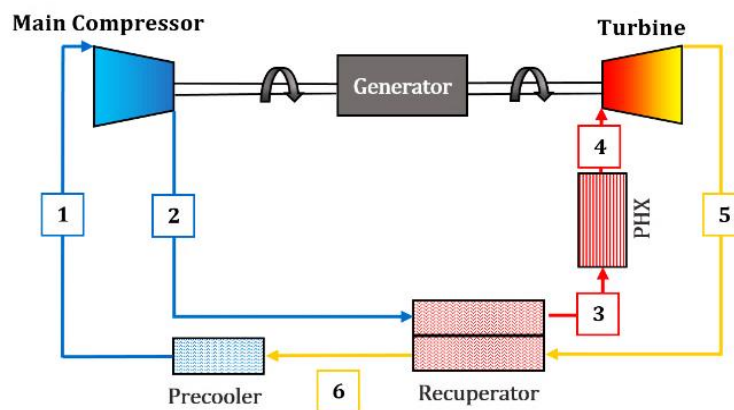 Main Compressor
Turbine
Generator
4
1
2
5
PHX
3
Precooler
6
Recuperator